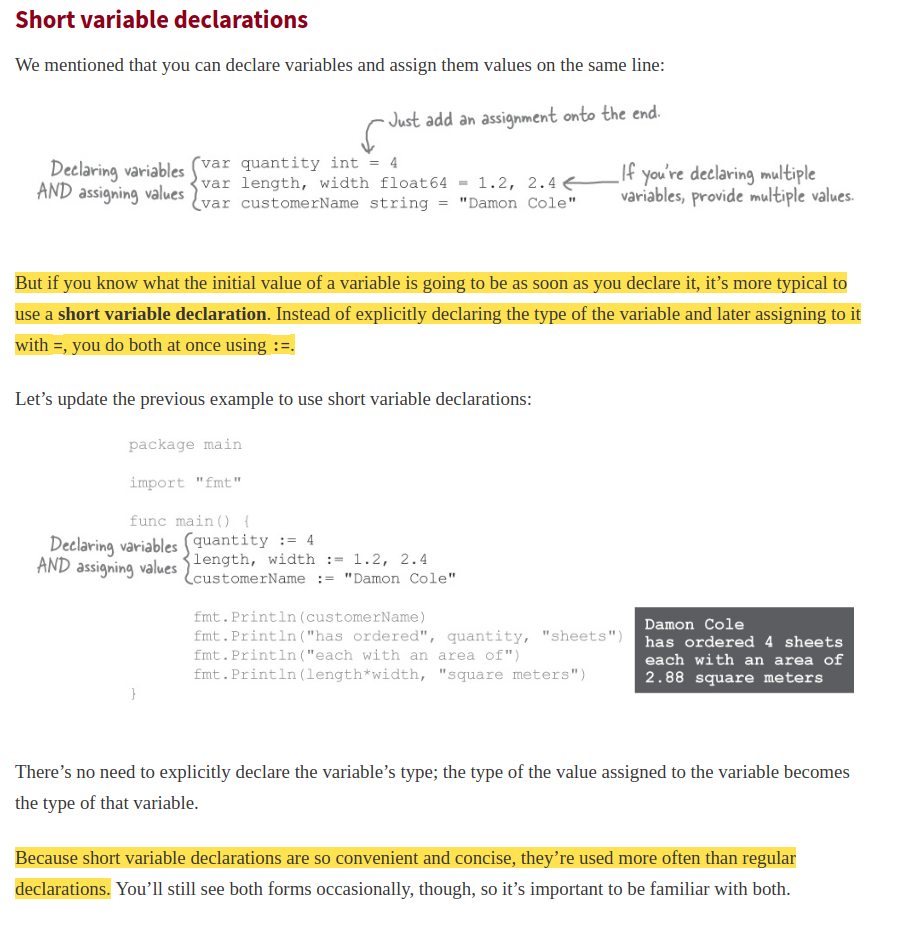 Short variable declarations
We mentioned that you can declare variables and assign them values on the same line:
Just add an assignment onto the end.
Declaring variables
AND assigning values
var quantity int = 4
var length, width float64 = 1.2, 2.4
var customerName string = "Damon Cole"
If you're declaring multiple
variables, provide multiple values.
But if you know what the initial value of a variable is going to be as soon as you declare it, it’s more typical to
use a short variable declaration. Instead of explicitly declaring the type of the variable and later assigning to it
with =, you do both at once using :=.
Let’s update the previous example to use short variable declarations:
package main
import "fmt"
func main() {
Declaring variables
AND assigning values
quantity := 4
length, width := 1.2, 2.4
customerName := "Damon Cole"
fmt.Println(customerName)
fmt.Println("has ordered", quantity, "sheets")
fmt.Println("each with an area of")
fmt.Println(length*width, "square meters")
}
Damon Cole
has ordered 4 sheets
each with an area of
2.88 square meters
There’s no need to explicitly declare the variable’s type; the type of the value assigned to the variable becomes
the type of that variable.
Because short variable declarations are so convenient and concise, they’re used more often than regular
declarations. You’ll still see both forms occasionally, though, so it’s important to be familiar with both.